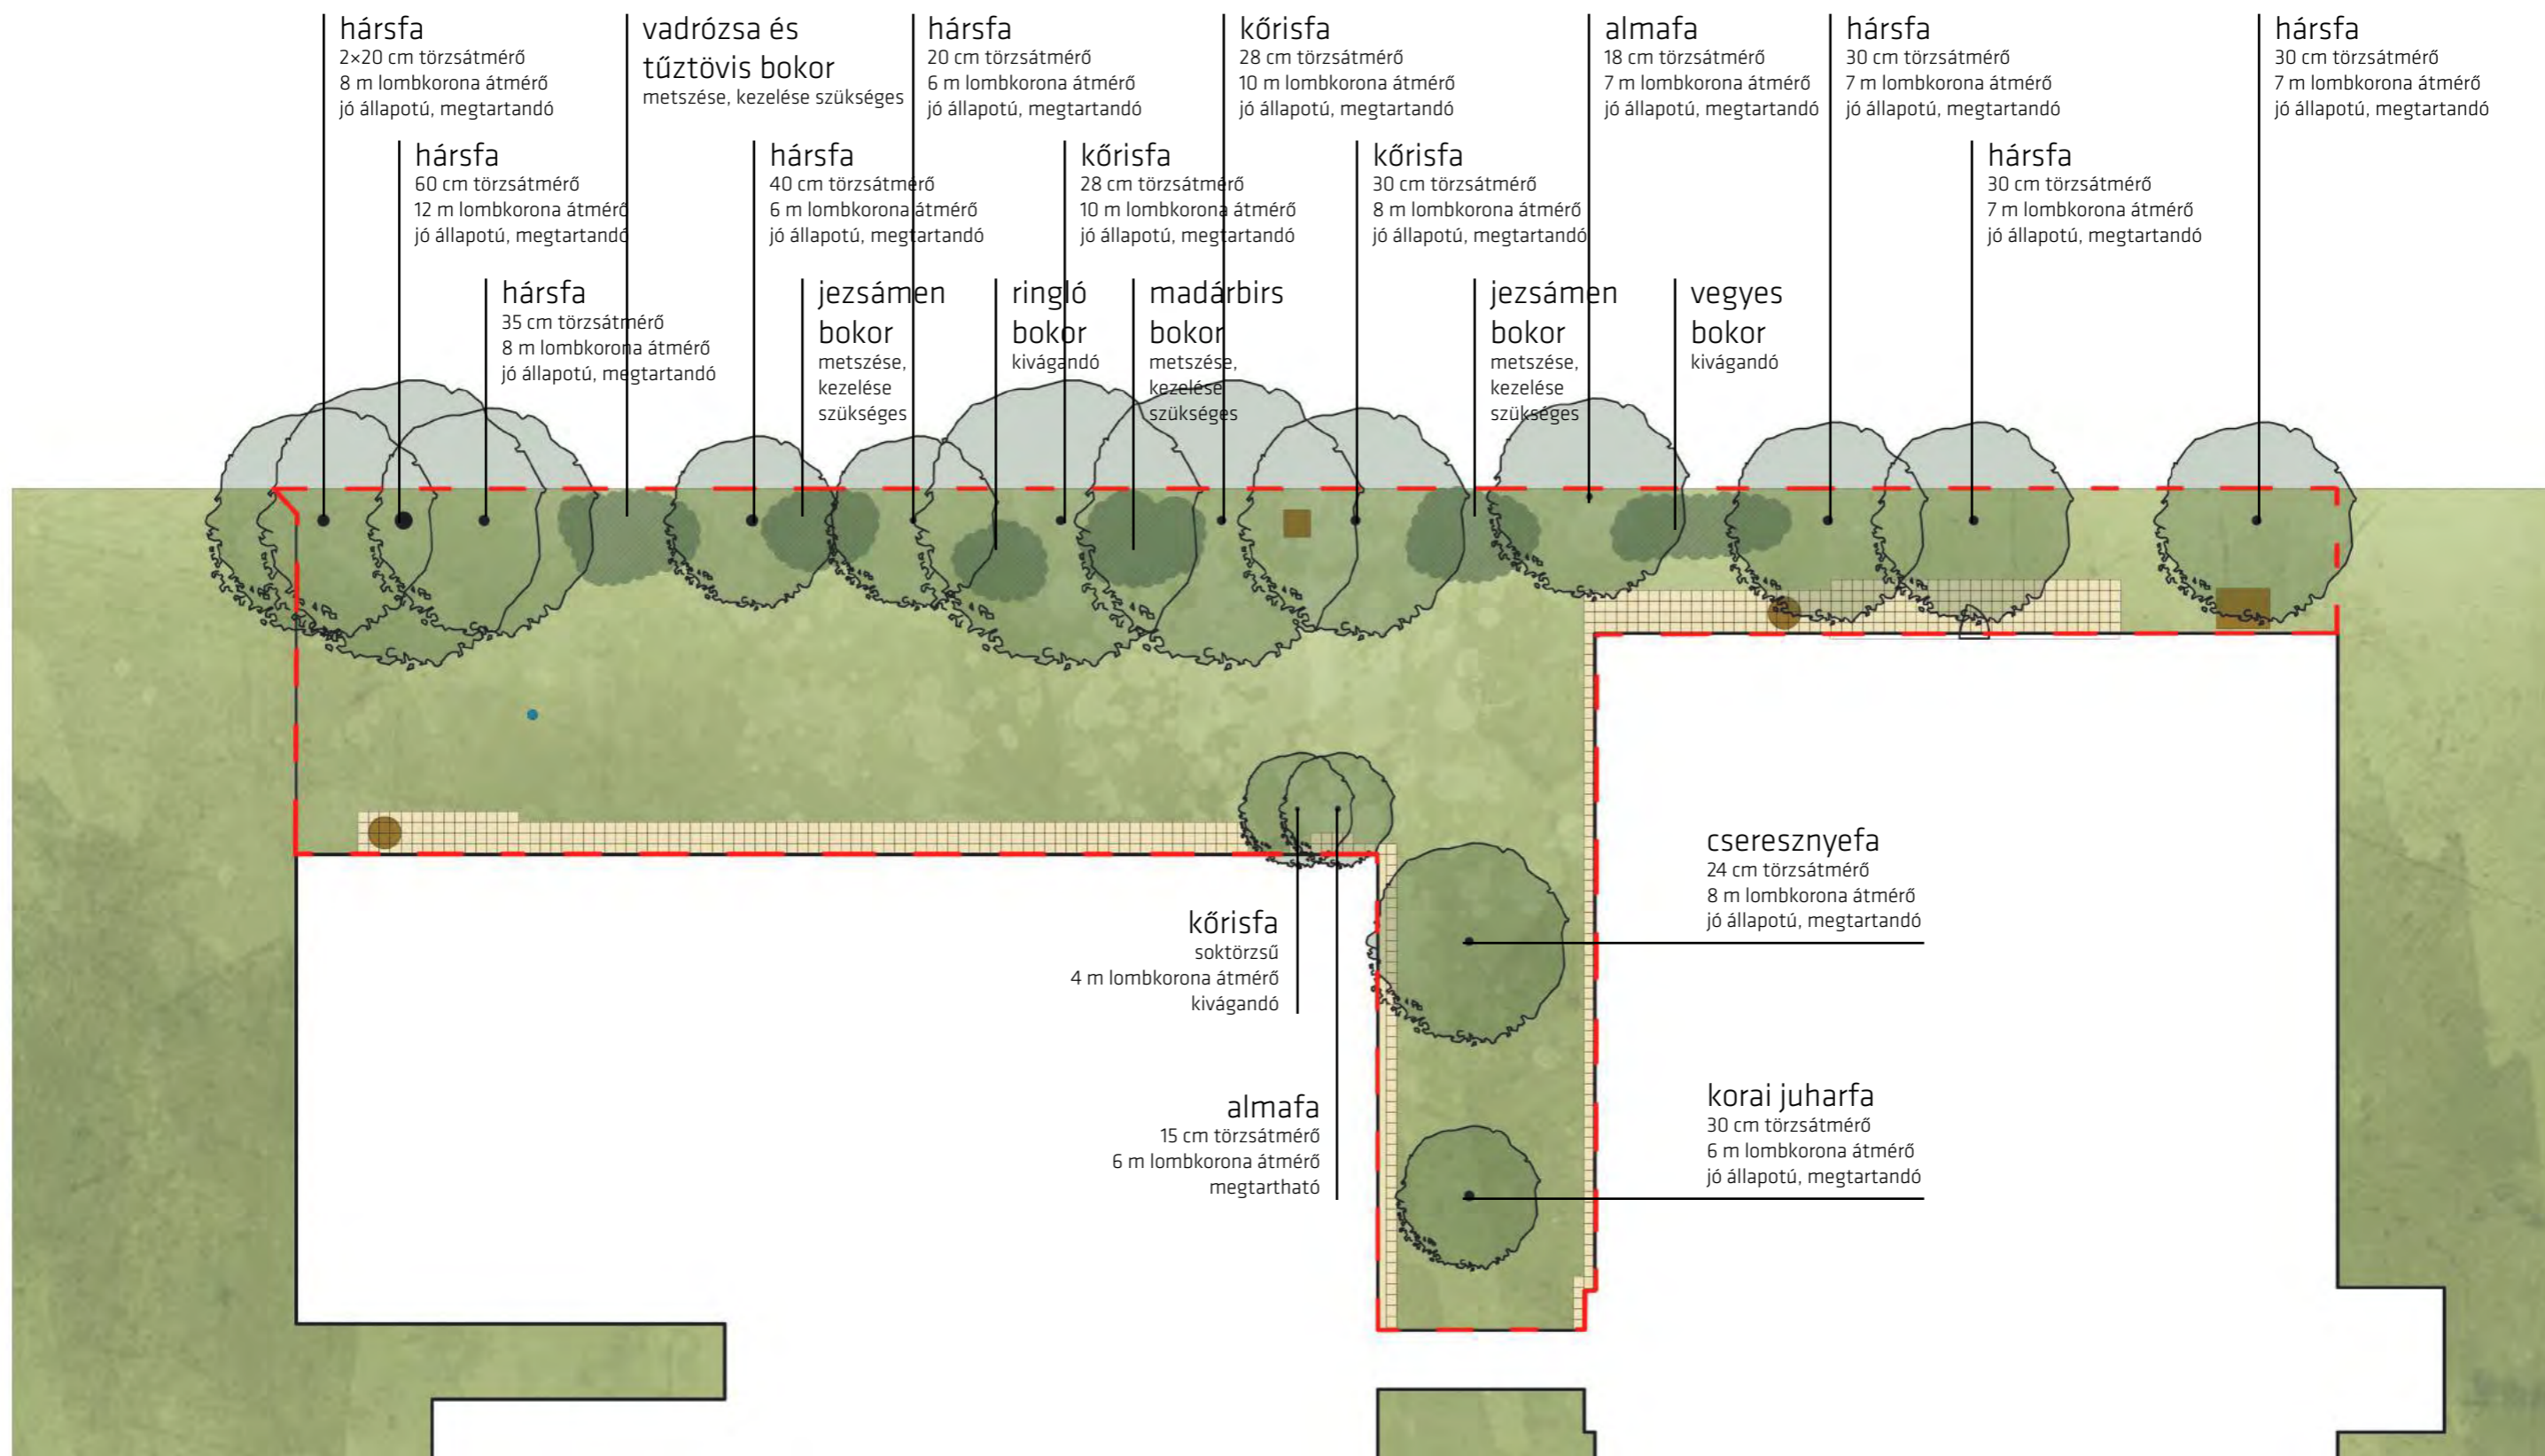 hársfa
2×20 cm törzsátmérő
8 m lombkorona átmérő
jó állapotú, megtartandó
vadrózsa és
tűztövis bokor
metszése, kezelése szükséges
hársfa
20 cm törzsátmérő
6 m lombkorona átmérő
jó állapotú, megtartandó
kőrisfa
28 cm törzsátmérő
10 m lombkorona átmérő
jó állapotú, megtartandó
almafa
18 cm törzsátmérő
7 m lombkorona átmérő
jó állapotú, megtartandó
hársfa
30 cm törzsátmérő
7 m lombkorona átmérő
jó állapotú, megtartandó
hársfa
30 cm törzsátmérő
7 m lombkorona átmérő
jó állapotú, megtartandó
hársfa
60 cm törzsátmérő
12 m lombkorona átmérő
jó állapotú, megtartandó
hársfa
40 cm törzsátmérő
6 m lombkorona átmérő
jó állapotú, megtartandó
kőrisfa
28 cm törzsátmérő
10 m lombkorona átmérő
jó állapotú, megtartandó
kőrisfa
30 cm törzsátmérő
8 m lombkorona átmérő
jó állapotú, megtartandó
hársfa
30 cm törzsátmérő
7 m lombkorona átmérő
jó állapotú, megtartandó
hársfa
35 cm törzsátmérő
8 m lombkorona átmérő
jó állapotú, megtartandó
jezsámen
bokor
metszése,
kezelése
szükséges
ringló
bokor
kivágandó
madárbirs
bokor
metszése,
kezelése
szükséges
jezsámen
bokor
metszése,
kezelése
szükséges
vegyes
bokor
kivágandó
cseresznyefa
24 cm törzsátmérő
8 m lombkorona átmérő
jó állapotú, megtartandó
kőrisfa
soktörzsű
4 m lombkorona átmérő
kivágandó
almafa
15 cm törzsátmérő
6 m lombkorona átmérő
megtartható
korai juharfa
30 cm törzsátmérő
6 m lombkorona átmérő
jó állapotú, megtartandó